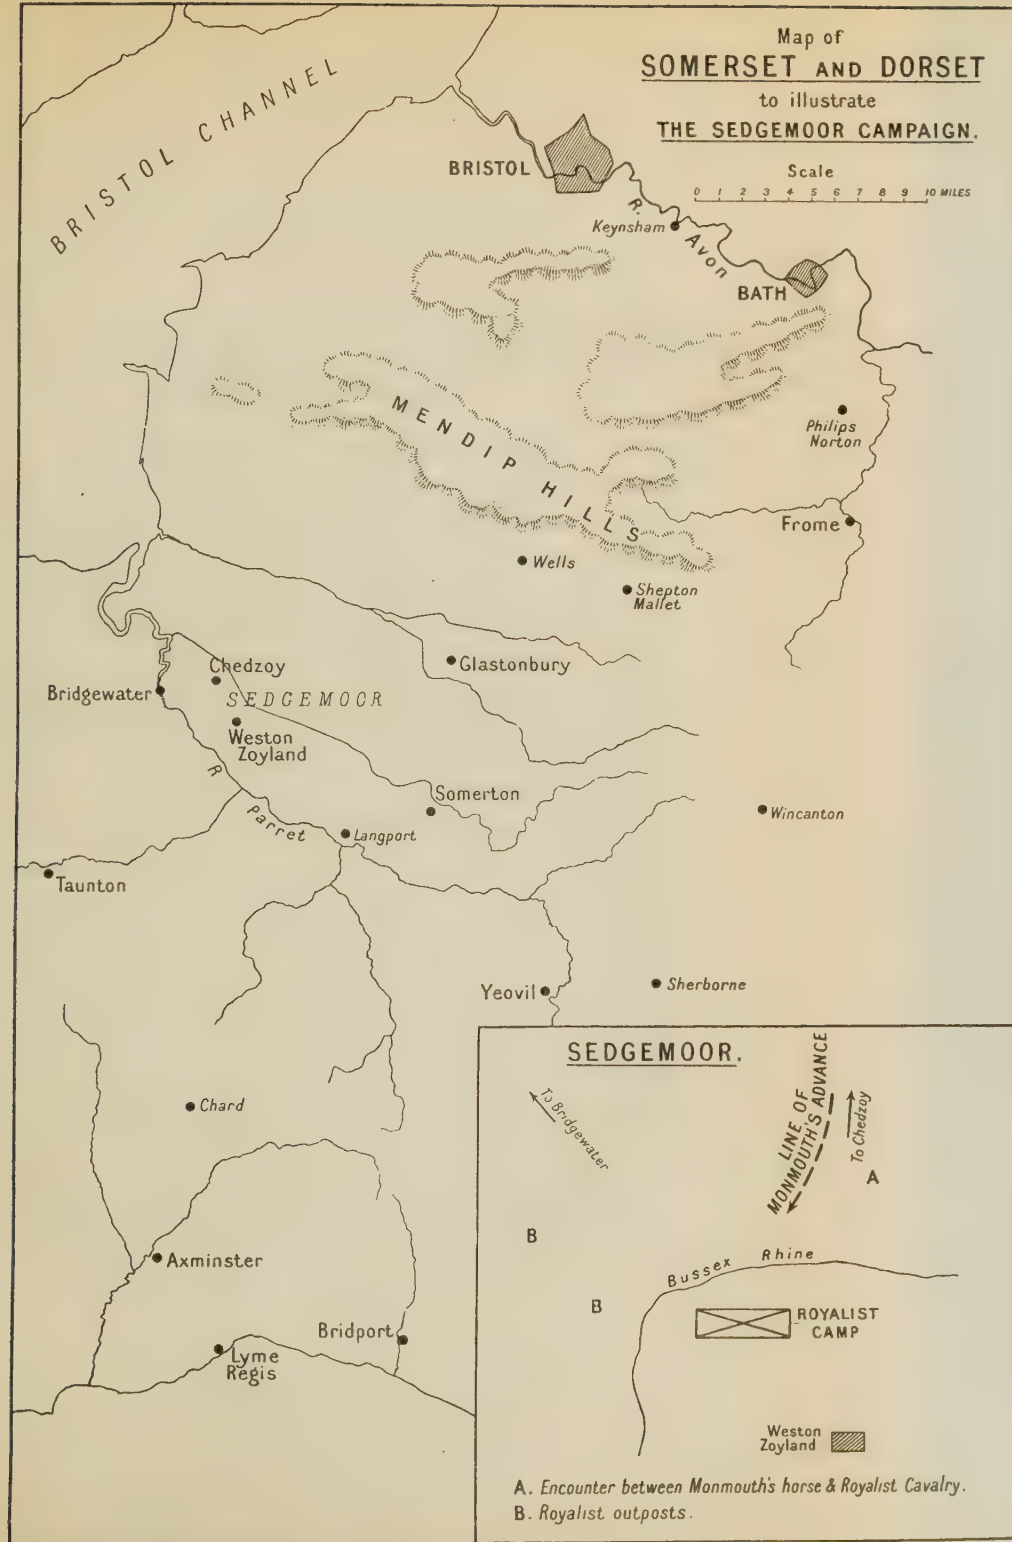 Map of
SOMERSET AND DORSET
to illustrate
THE SEDGEMOOR CAMPAIGN.
Scale
0 1 2 3 4 5 6 7 8 9 10 MILES
BRISTOL CHANNEL
BRISTOL
R. Avon
Keynsham
BATH
MENDIP HILLS
Philips
Norton
Frome
Wells
Shepton
Mallet
Chedzoy
Glastonbury
Bridgewater
SEDGEMOOR
Weston
Zoyland
R Parret
Somerton
Langport
Wincanton
Taunton
Yeovil
Sherborne
Chard
Axminster
Bridport
Lyme
Regis
SEDGEMOOR.
To Bridgewater
LINE OF
MONMOUTH'S ADVANCE
To Chedzoy
A
B
Bussex Rhine
B
ROYALIST
CAMP
Weston
Zoyland
A. Encounter between Monmouth's horse & Royalist Cavalry.
B. Royalist outposts.